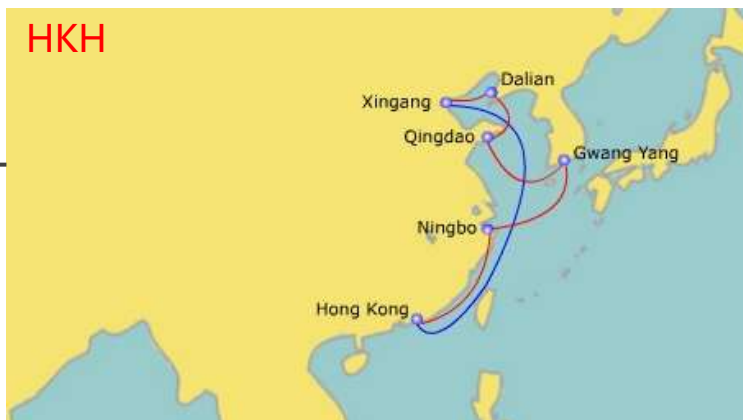 HKH
Dalian
Xingang
Qingdao
Gwang Yang
Ningbo
Hong Kong